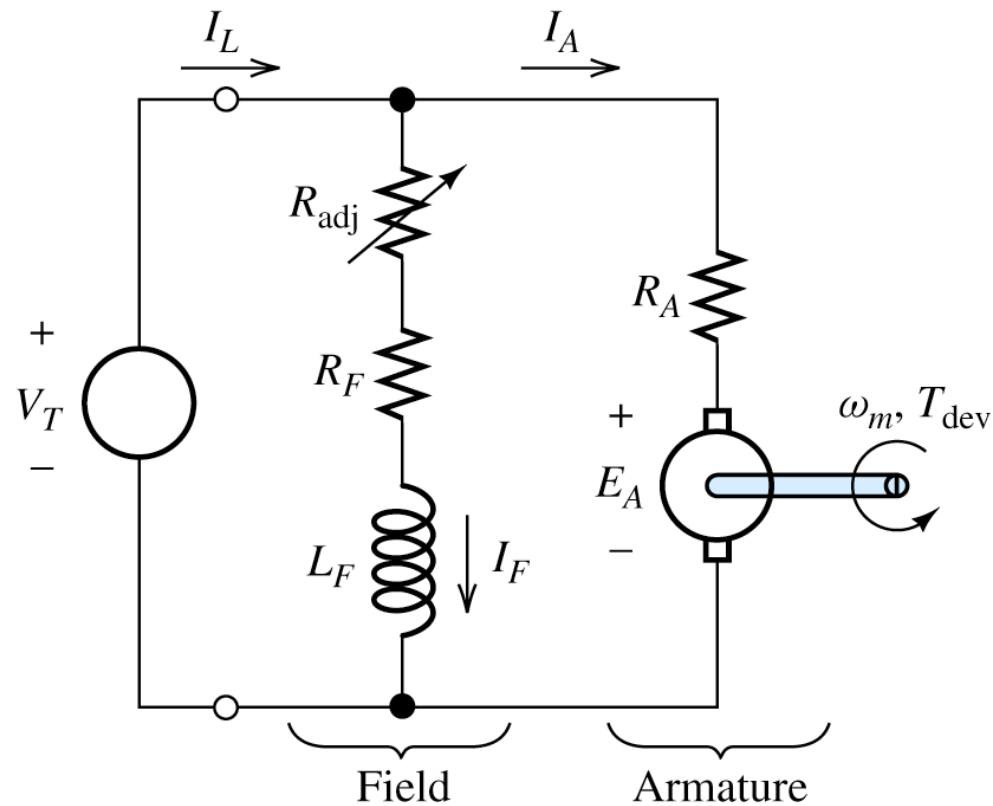 I_L
I_A
R_adj
R_A
+
R_F
V_T
+
ω_m, T_dev
−
E_A
L_F
I_F
−
Field
Armature